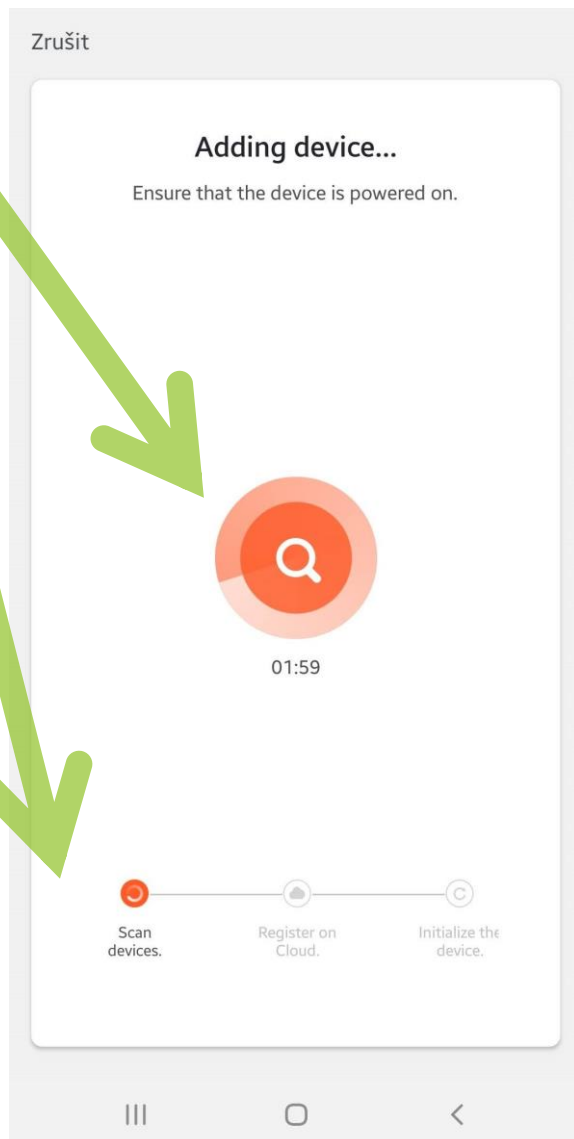 Zrušit
Adding device...
Ensure that the device is powered on.
01:59
Scan
devices.
Register on
Cloud.
Initialize the
device.